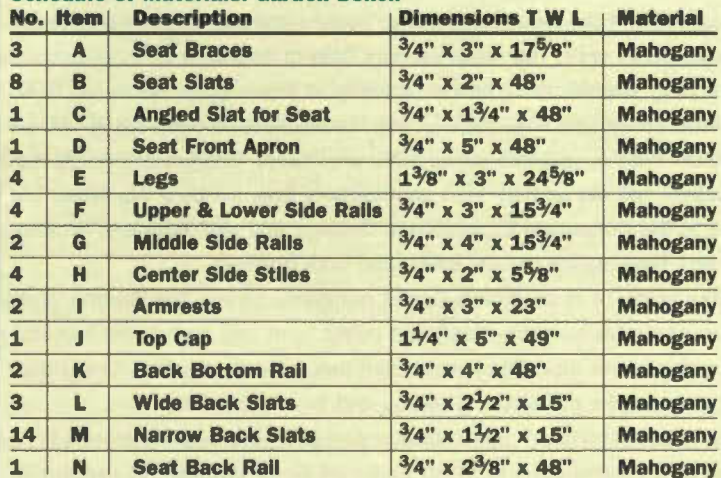 No. Item Description Dimensions T W L Material
3 A Seat Braces 3/4" x 3" x 175/8" Mahogany
8 B Seat Slats 3/4" x 2" x 48" Mahogany
1 C Angled Slat for Seat 3/4" x 13/4" x 48" Mahogany
1 D Seat Front Apron 3/4" x 5" x 48" Mahogany
4 E Legs 13/8" x 3" x 245/8" Mahogany
4 F Upper & Lower Side Rails 3/4" x 3" x 153/4" Mahogany
2 G Middle Side Rails 3/4" x 4" x 153/4" Mahogany
4 H Center Side Stiles 3/4" x 2" x 55/8" Mahogany
2 I Armrests 3/4" x 3" x 23" Mahogany
1 J Top Cap 11/4" x 5" x 49" Mahogany
2 K Back Bottom Rail 3/4" x 4" x 48" Mahogany
3 L Wide Back Slats 3/4" x 21/2" x 15" Mahogany
14 M Narrow Back Slats 3/4" x 11/2" x 15" Mahogany
1 N Seat Back Rail 3/4" x 23/8" x 48" Mahogany